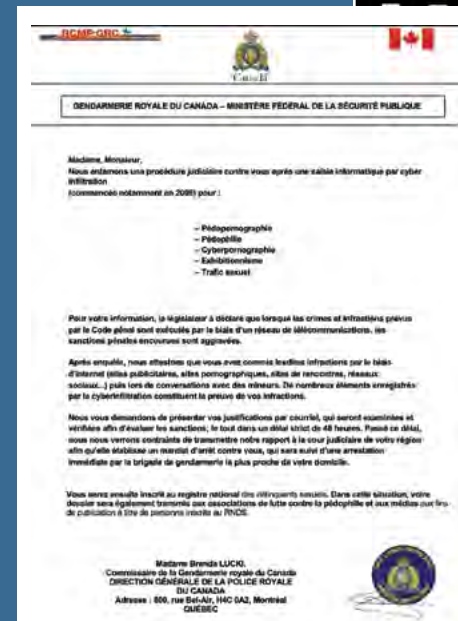 RCMP-GRC
Canada
GENDARMERIE ROYALE DU CANADA – MINISTÈRE FÉDÉRAL DE LA SÉCURITÉ PUBLIQUE
Madame, Monsieur,
Nous entamons une procédure judiciaire contre vous après une saisie informatique par cyber
infiltration
(commencée notamment en 2009) pour :
– Pédopornographie
– Pédophilie
– Cyberpornographie
– Exhibitionnisme
– Trafic sexuel
Pour votre information, le législateur a déclaré que lorsque les crimes et infractions prévus
par le Code pénal sont exécutés par le biais d'un réseau de télécommunications, les
sanctions pénales encourues sont aggravées.
Après enquête, nous attestons que vous avez commis lesdites infractions par le biais
d'internet (sites publicitaires, sites pornographiques, sites de rencontres, réseaux
sociaux...) puis lors de conversations avec des mineurs. De nombreux éléments enregistrés
par la cyberinfiltration constituent la preuve de vos infractions.
Nous vous demandons de présenter vos justifications par courriel, qui seront examinées et
vérifiées afin d'évaluer les sanctions; le tout dans un délai strict de 48 heures. Passé ce délai,
nous nous verrons contraints de transmettre notre rapport à la cour judiciaire de votre région
afin qu'elle établisse un mandat d'arrêt contre vous, qui sera suivi d'une arrestation
immédiate par la brigade de gendarmerie la plus proche de votre domicile.
Vous serez ensuite inscrit au registre national des délinquants sexuels. Dans cette situation, votre
dossier sera également transmis aux associations de lutte contre la pédophilie et aux médias aux fins
de publication à titre de personne inscrite au RNDS.
Madame Brenda LUCKI,
Commissaire de la Gendarmerie royale du Canada
DIRECTION GÉNÉRALE DE LA POLICE ROYALE
DU CANADA
Adresse : 800, rue Bel-Air, H4C 0A2, Montréal
QUÉBEC